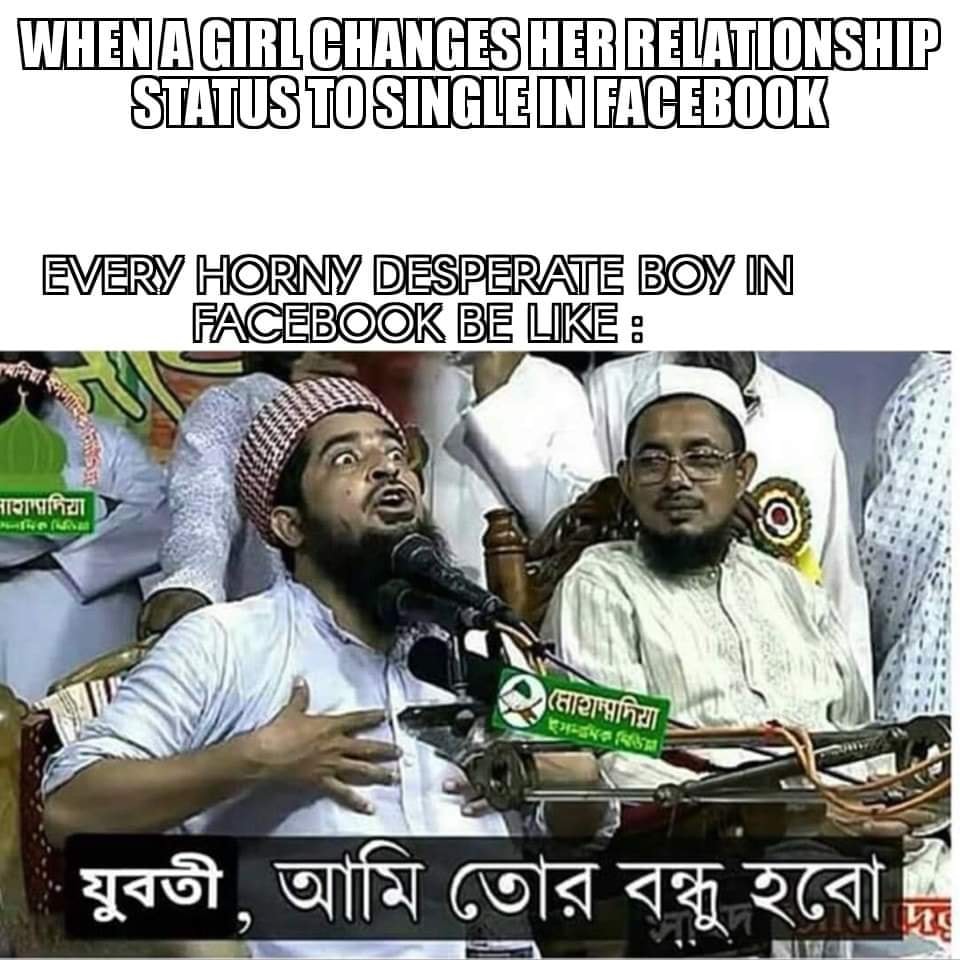 WHEN A GIRL CHANGES HER RELATIONSHIP
STATUS TO SINGLE IN FACEBOOK
EVERY HORNY DESPERATE BOY IN
FACEBOOK BE LIKE :
মোহাম্মদিয়া
ইসলামিক মিডিয়া
যুবতী , আমি তোর বন্ধু হবো